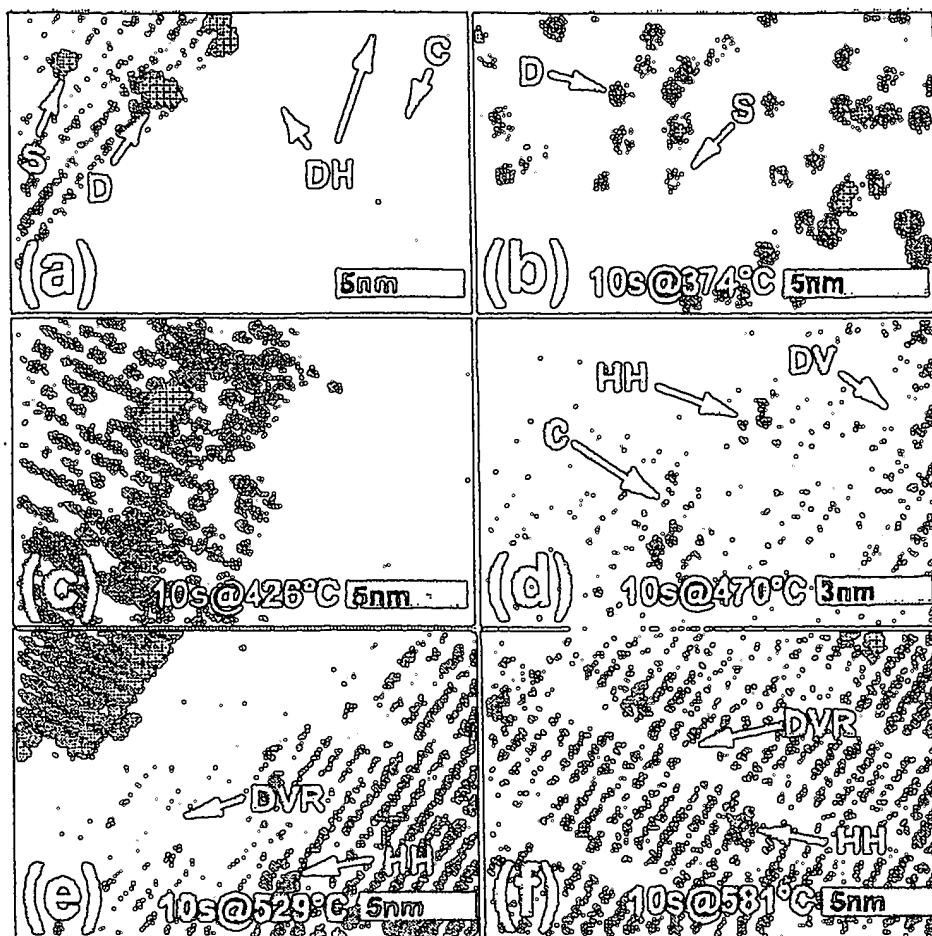 C
S
D
DH
(a)
5nm
D
S
(b) 10s@374°C 5nm
(c) 10s@426°C 5nm
HH
DV
C
(d) 10s@470°C 3nm
DVR
HH
(e) 10s@529°C 5nm
DVR
HH
(f) 10s@581°C 5nm